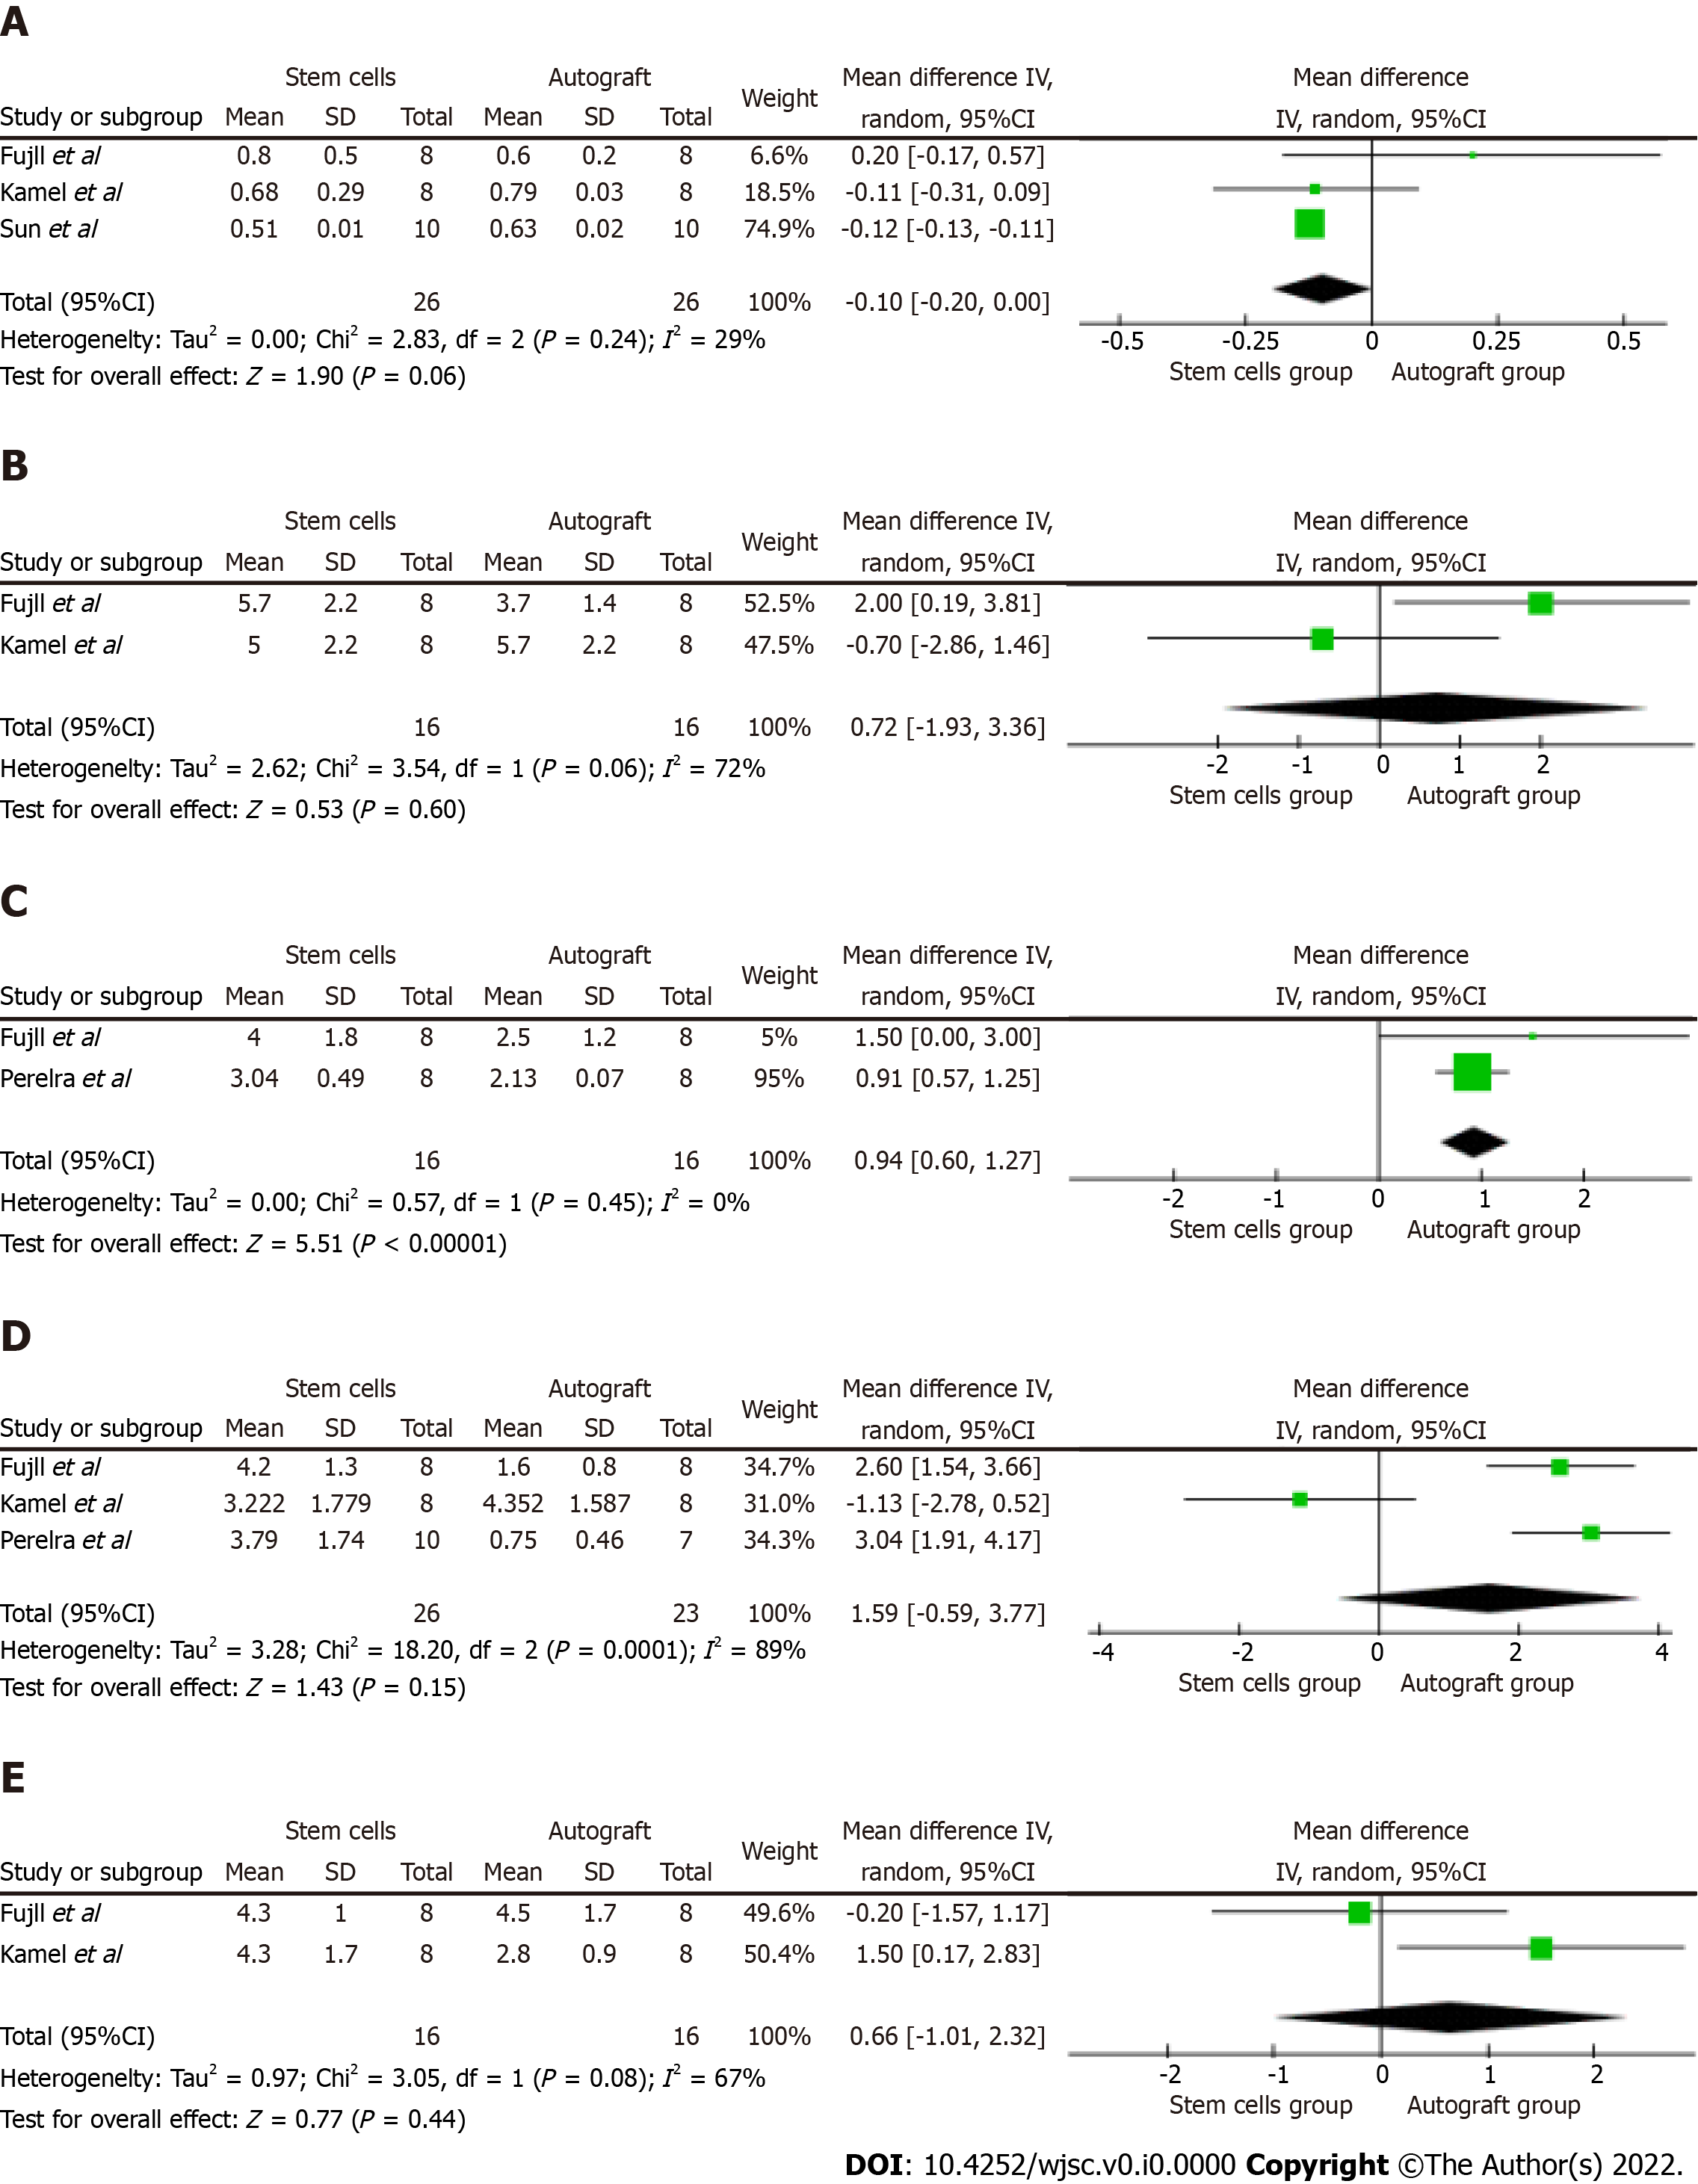 A
Stem cells Autograft Weight Mean difference IV, Mean difference
Study or subgroup Mean SD Total Mean SD Total random, 95%CI IV, random, 95%CI
Fujll et al 0.8 0.5 8 0.6 0.2 8 6.6% 0.20 [-0.17, 0.57]
Kamel et al 0.68 0.29 8 0.79 0.03 8 18.5% -0.11 [-0.31, 0.09]
Sun et al 0.51 0.01 10 0.63 0.02 10 74.9% -0.12 [-0.13, -0.11]
Total (95%CI) 26 26 100% -0.10 [-0.20, 0.00]
Heterogenelty: Tau² = 0.00; Chi² = 2.83, df = 2 (P = 0.24); I² = 29%
-0.5 -0.25 0 0.25 0.5
Test for overall effect: Z = 1.90 (P = 0.06)
Stem cells group Autograft group
B
Stem cells Autograft Weight Mean difference IV, Mean difference
Study or subgroup Mean SD Total Mean SD Total random, 95%CI IV, random, 95%CI
Fujll et al 5.7 2.2 8 3.7 1.4 8 52.5% 2.00 [0.19, 3.81]
Kamel et al 5 2.2 8 5.7 2.2 8 47.5% -0.70 [-2.86, 1.46]
Total (95%CI) 16 16 100% 0.72 [-1.93, 3.36]
Heterogenelty: Tau² = 2.62; Chi² = 3.54, df = 1 (P = 0.06); I² = 72%
-2 -1 0 1 2
Test for overall effect: Z = 0.53 (P = 0.60)
Stem cells group Autograft group
C
Stem cells Autograft Weight Mean difference IV, Mean difference
Study or subgroup Mean SD Total Mean SD Total random, 95%CI IV, random, 95%CI
Fujll et al 4 1.8 8 2.5 1.2 8 5% 1.50 [0.00, 3.00]
Perelra et al 3.04 0.49 8 2.13 0.07 8 95% 0.91 [0.57, 1.25]
Total (95%CI) 16 16 100% 0.94 [0.60, 1.27]
Heterogenelty: Tau² = 0.00; Chi² = 0.57, df = 1 (P = 0.45); I² = 0%
-2 -1 0 1 2
Test for overall effect: Z = 5.51 (P < 0.00001)
Stem cells group Autograft group
D
Stem cells Autograft Weight Mean difference IV, Mean difference
Study or subgroup Mean SD Total Mean SD Total random, 95%CI IV, random, 95%CI
Fujll et al 4.2 1.3 8 1.6 0.8 8 34.7% 2.60 [1.54, 3.66]
Kamel et al 3.222 1.779 8 4.352 1.587 8 31.0% -1.13 [-2.78, 0.52]
Perelra et al 3.79 1.74 10 0.75 0.46 7 34.3% 3.04 [1.91, 4.17]
Total (95%CI) 26 23 100% 1.59 [-0.59, 3.77]
Heterogenelty: Tau² = 3.28; Chi² = 18.20, df = 2 (P = 0.0001); I² = 89%
-4 -2 0 2 4
Test for overall effect: Z = 1.43 (P = 0.15)
Stem cells group Autograft group
E
Stem cells Autograft Weight Mean difference IV, Mean difference
Study or subgroup Mean SD Total Mean SD Total random, 95%CI IV, random, 95%CI
Fujll et al 4.3 1 8 4.5 1.7 8 49.6% -0.20 [-1.57, 1.17]
Kamel et al 4.3 1.7 8 2.8 0.9 8 50.4% 1.50 [0.17, 2.83]
Total (95%CI) 16 16 100% 0.66 [-1.01, 2.32]
Heterogenelty: Tau² = 0.97; Chi² = 3.05, df = 1 (P = 0.08); I² = 67%
-2 -1 0 1 2
Test for overall effect: Z = 0.77 (P = 0.44)
Stem cells group Autograft group
DOI: 10.4252/wjsc.v0.i0.0000 Copyright ©The Author(s) 2022.